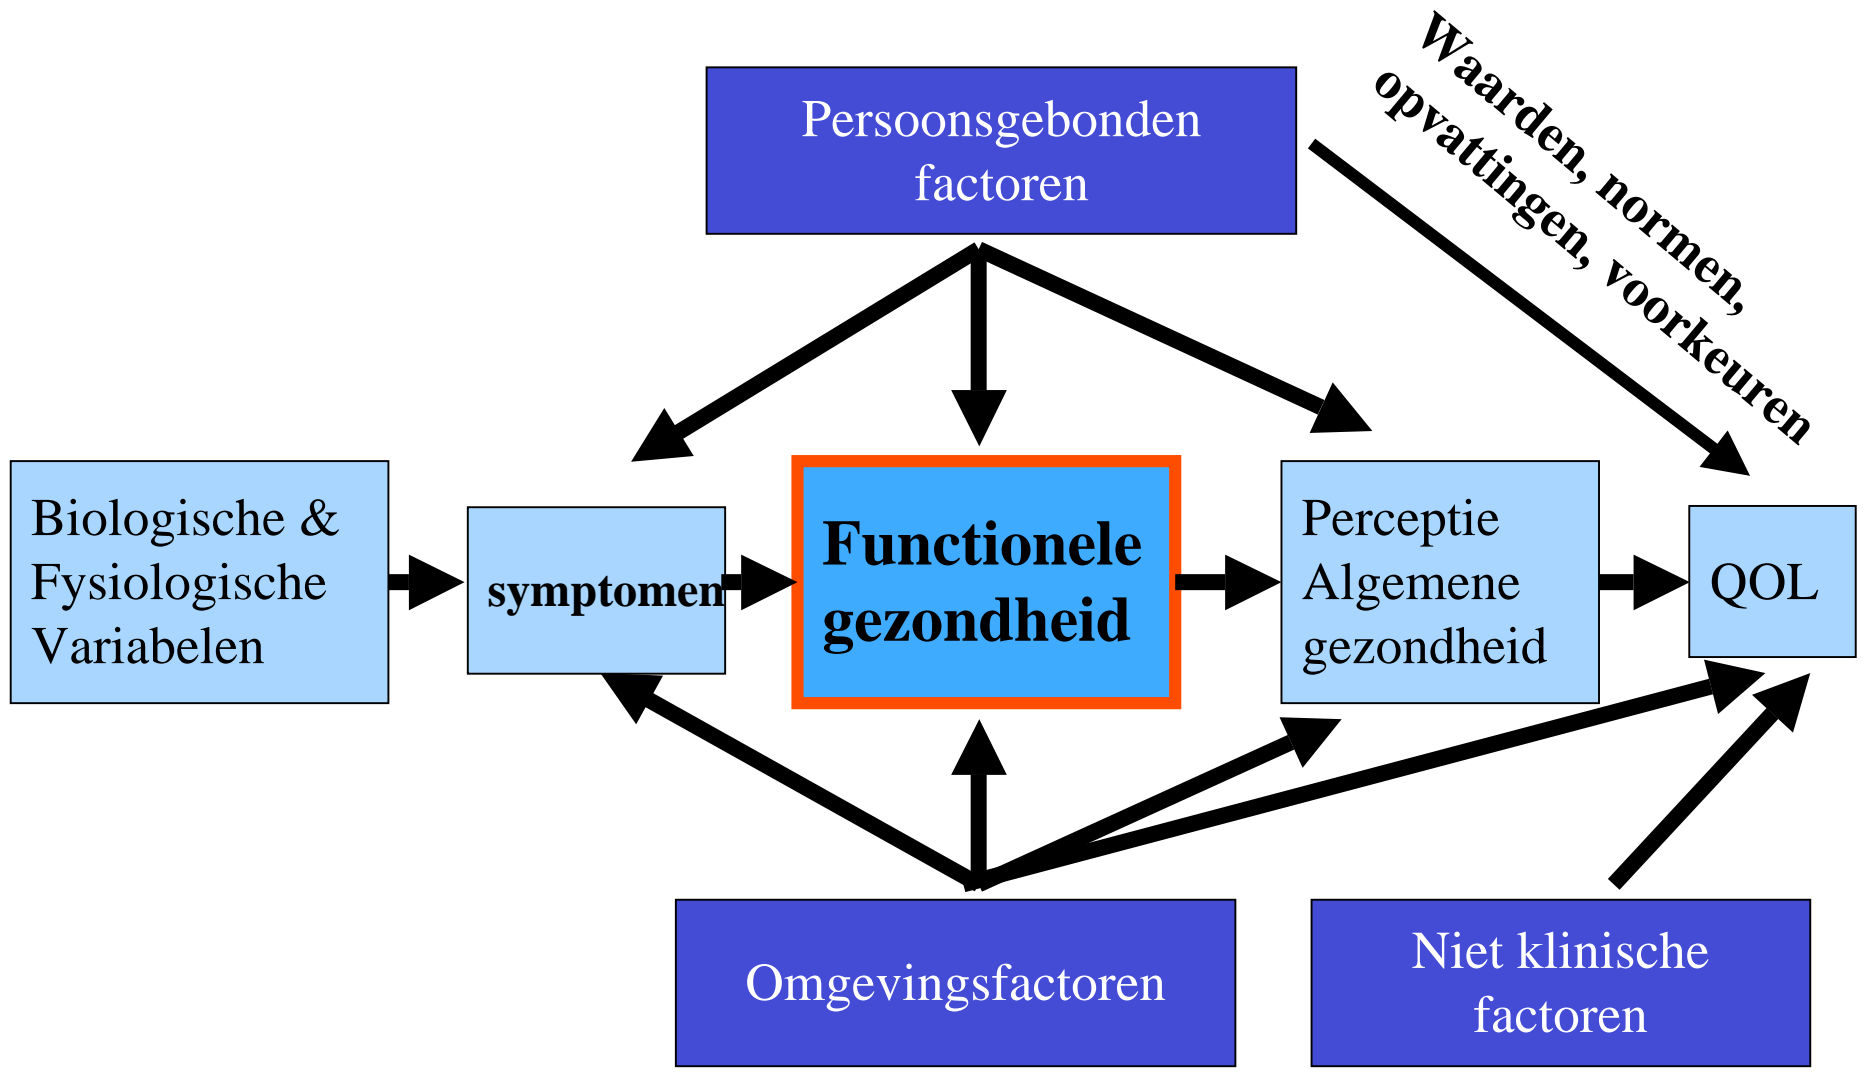 Persoonsgebonden
factoren
Waarden, normen,
opvattingen, voorkeuren
Biologische &
Fysiologische
Variabelen
symptomen
Functionele
gezondheid
Perceptie
Algemene
gezondheid
QOL
Omgevingsfactoren
Niet klinische
factoren